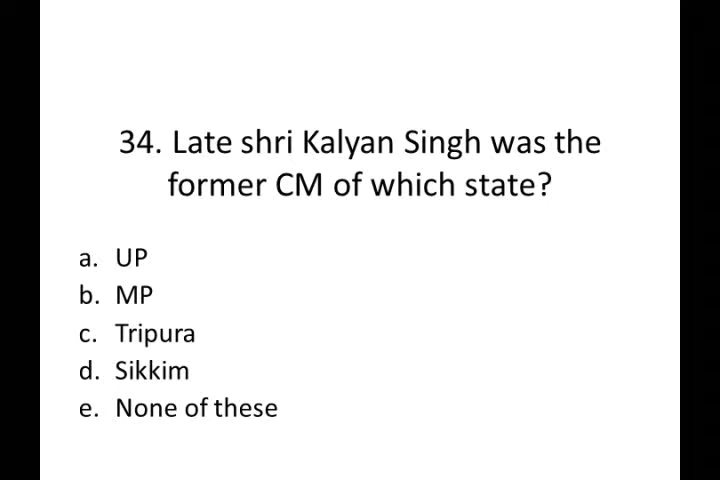 34. Late shri Kalyan Singh was the
former CM of which state?
a. UP
b. MP
c. Tripura
d. Sikkim
e. None of these